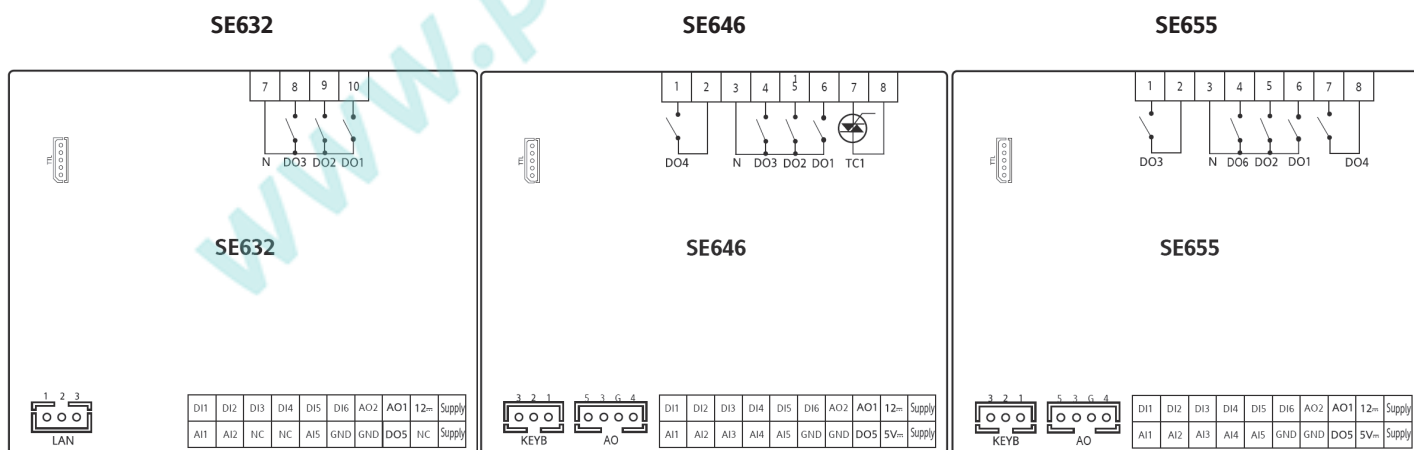 SE632 SE646 SE655
www.p
7 8 9 10
N DO3 DO2 DO1
TTL
SE632
1 2 3
LAN
DI1 DI2 DI3 DI4 DI5 DI6 AO2 AO1 12⎓ Supply
AI1 AI2 NC NC AI5 GND GND DO5 NC Supply
1 2 3 4 5 6 7 8
1
DO4 N DO3 DO2 DO1 TC1
TTL
SE646
3 2 1
KEYB
5 3 G 4
AO
DI1 DI2 DI3 DI4 DI5 DI6 AO2 AO1 12⎓ Supply
AI1 AI2 AI3 AI4 AI5 GND GND DO5 5V⎓ Supply
1 2 3 4 5 6 7 8
DO3 N DO6 DO2 DO1 DO4
TTL
SE655
3 2 1
KEYB
5 3 G 4
AO
DI1 DI2 DI3 DI4 DI5 DI6 AO2 AO1 12⎓ Supply
AI1 AI2 AI3 AI4 AI5 GND GND DO5 5V⎓ Supply